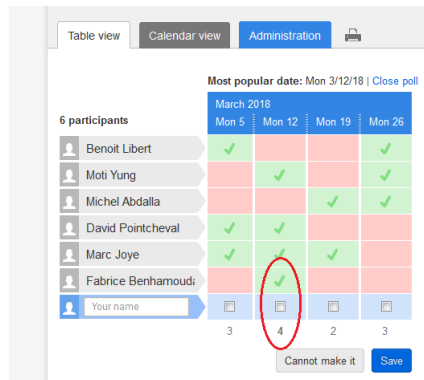 Table view Calendar view Administration
Most popular date: Mon 3/12/18 | Close poll
March 2018
6 participants Mon 5 Mon 12 Mon 19 Mon 26
Benoit Libert
Moti Yung
Michel Abdalla
David Pointcheval
Marc Joye
Fabrice Benhamouda
Your name
3 4 2 3
Cannot make it Save